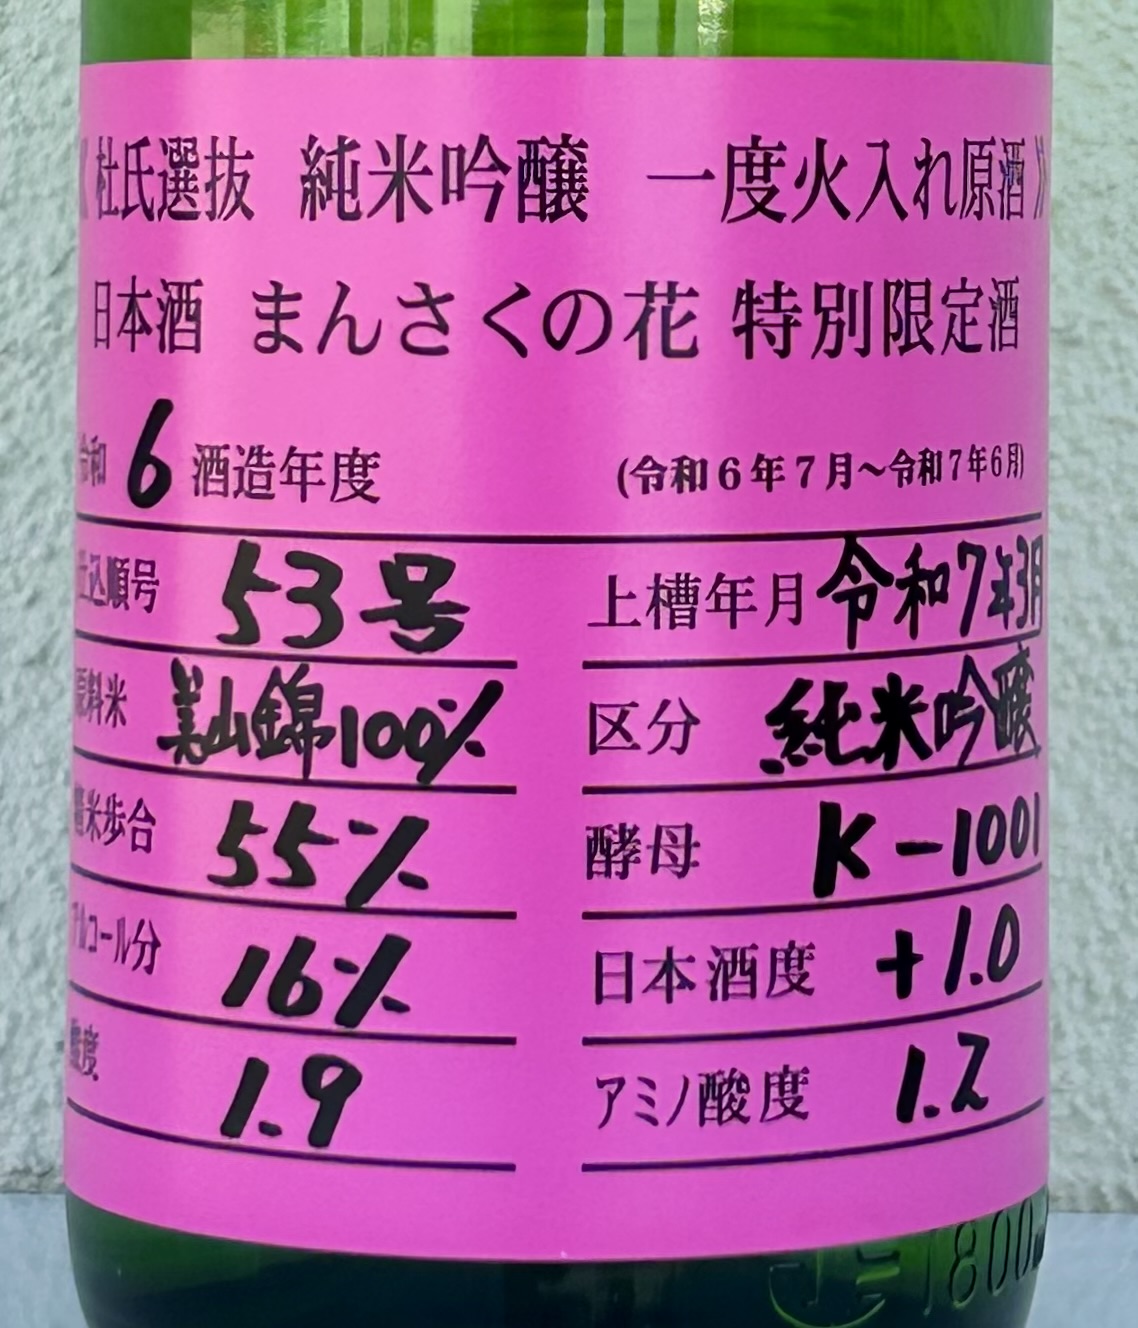 《杜氏選抜 純米吟醸 一度火入れ原酒》
日本酒 まんさくの花 特別限定酒
令和 6 酒造年度 (令和6年7月～令和7年6月)
仕込順号 53号
上槽年月 令和7年3月
原料米 美山錦100%
区分 純米吟醸
精米歩合 55%
酵母 K-1001
アルコール分 16%
日本酒度 +1.0
酸度 1.9
アミノ酸度 1.2
1800